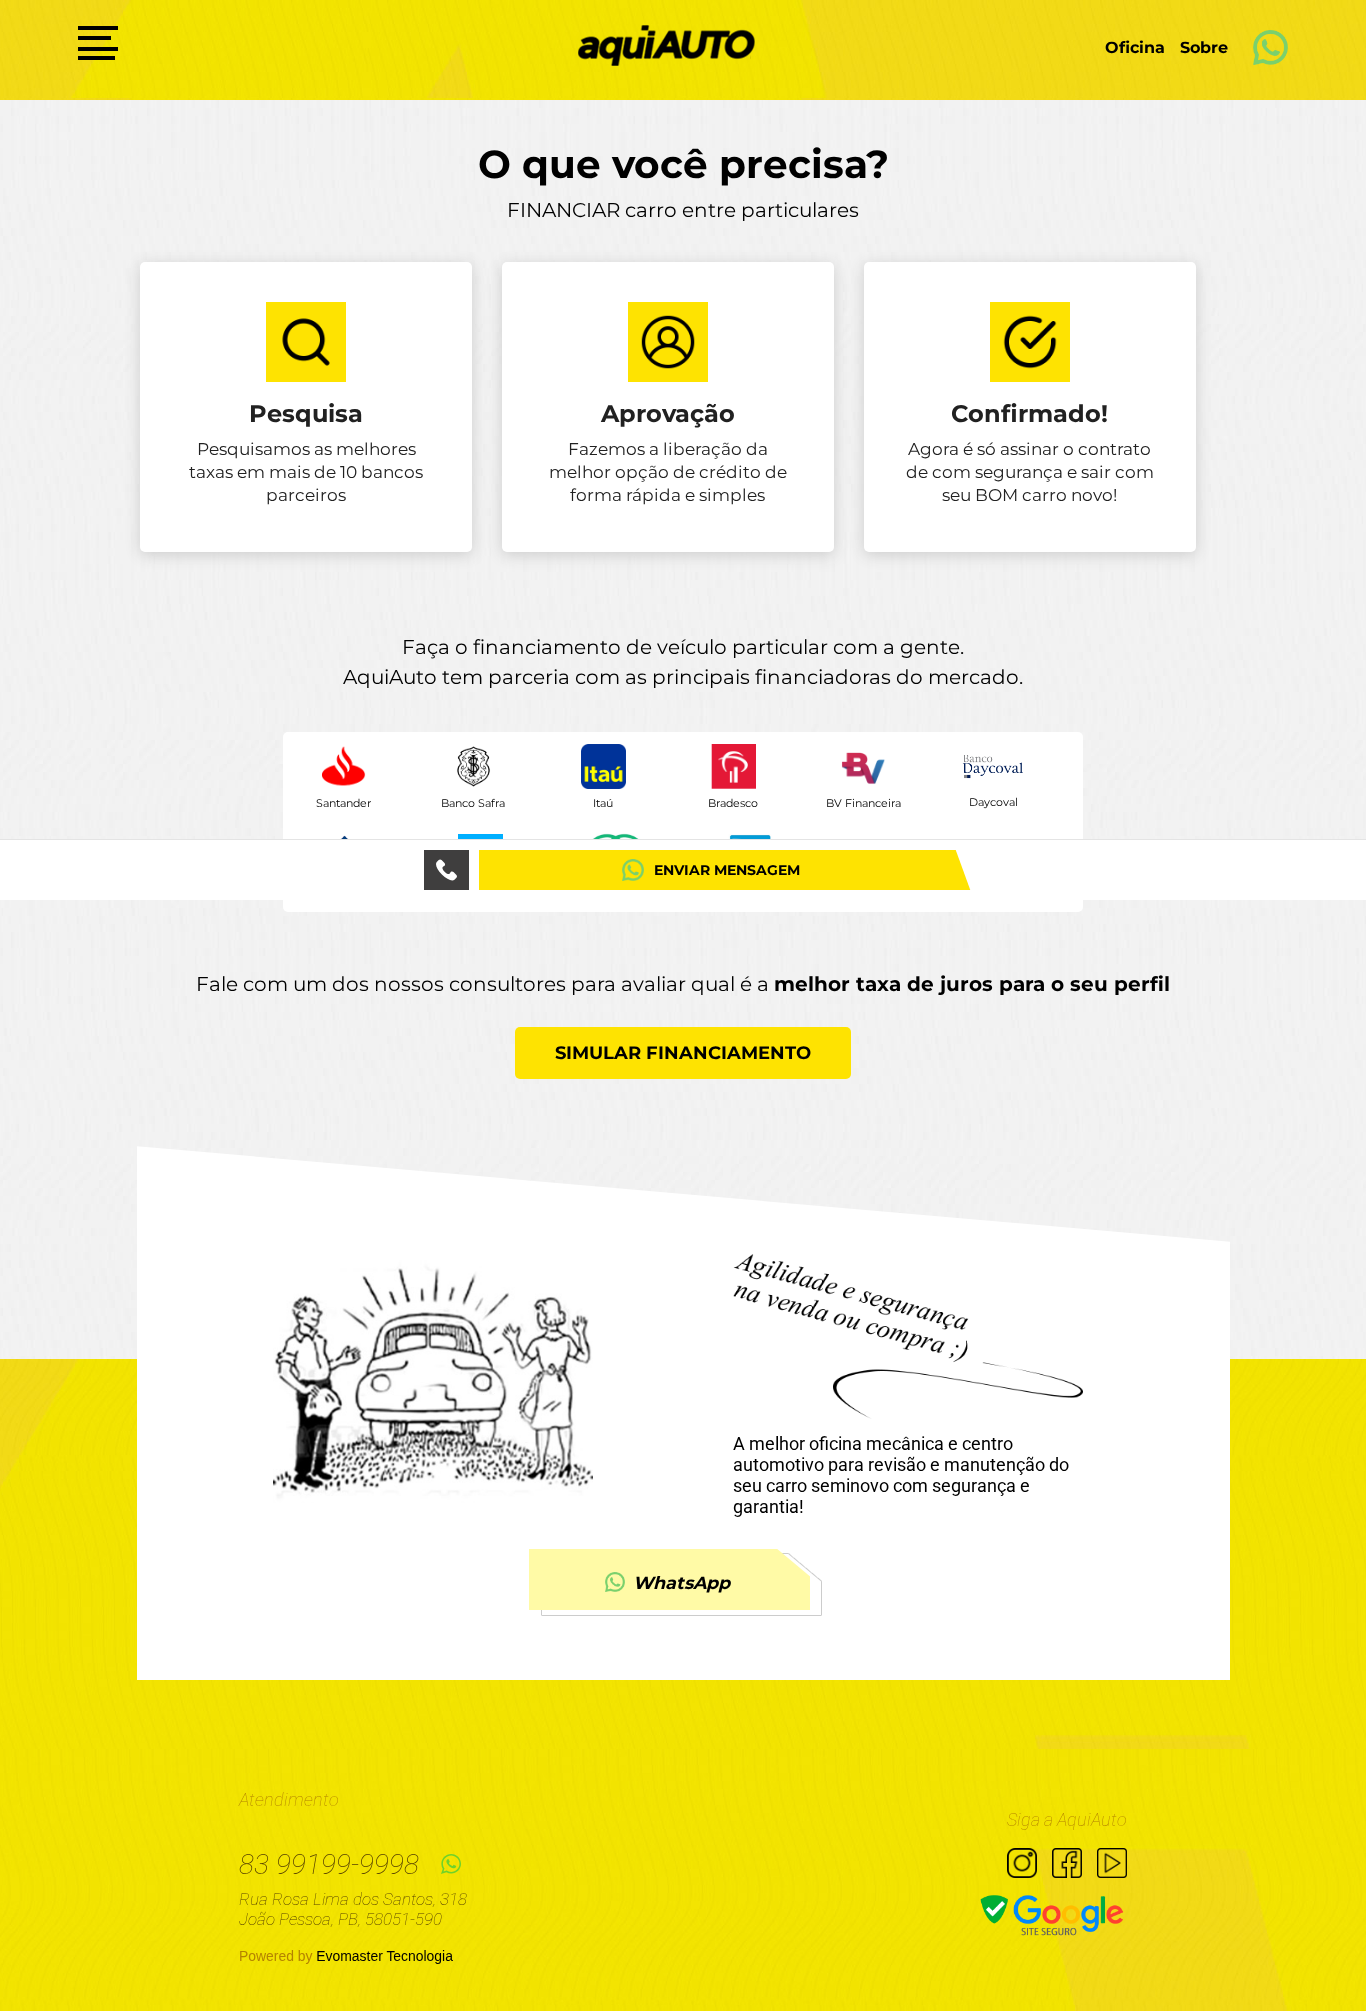 aquiAUTO
Oficina Sobre
O que você precisa?
FINANCIAR carro entre particulares
Pesquisa
Pesquisamos as melhores
taxas em mais de 10 bancos
parceiros
Aprovação
Fazemos a liberação da
melhor opção de crédito de
forma rápida e simples
Confirmado!
Agora é só assinar o contrato
de com segurança e sair com
seu BOM carro novo!
Faça o financiamento de veículo particular com a gente.
AquiAuto tem parceria com as principais financiadoras do mercado.
Itaú
BV
Banco
Daycoval
Santander
Banco Safra
Itaú
Bradesco
BV Financeira
Daycoval
ENVIAR MENSAGEM
Fale com um dos nossos consultores para avaliar qual é a melhor taxa de juros para o seu perfil
SIMULAR FINANCIAMENTO
Agilidade e segurança
na venda ou compra ;)
A melhor oficina mecânica e centro
automotivo para revisão e manutenção do
seu carro seminovo com segurança e
garantia!
WhatsApp
Atendimento
83 99199-9998
Rua Rosa Lima dos Santos, 318
João Pessoa, PB, 58051-590
Powered by Evomaster Tecnologia
Siga a AquiAuto
Google
SITE SEGURO